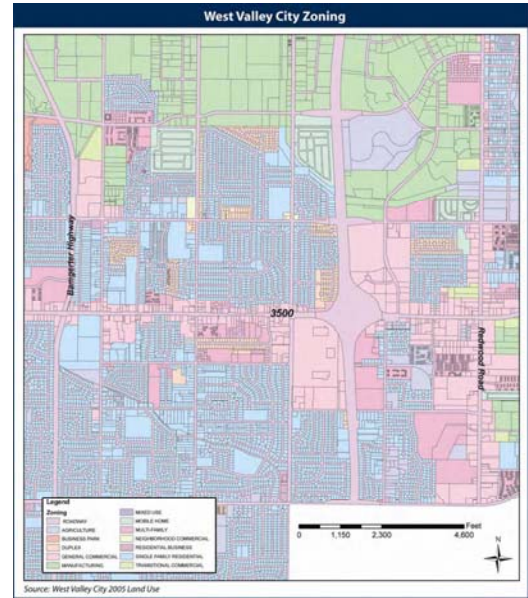 West Valley City Zoning
Bamgerter Highway
3500
Redwood Road
Legend
Zoning
ROADWAY
AGRICULTURE
BUSINESS PARK
DUPLEX
GENERAL COMMERCIAL
MANUFACTURING
MIXED USE
MOBILE HOME
MULTI-FAMILY
NEIGHBORHOOD COMMERCIAL
RESIDENTIAL BUSINESS
SINGLE FAMILY RESIDENTIAL
TRANSITIONAL COMMERCIAL
Feet
0 1,150 2,300 4,600
N
Source: West Valley City 2005 Land Use